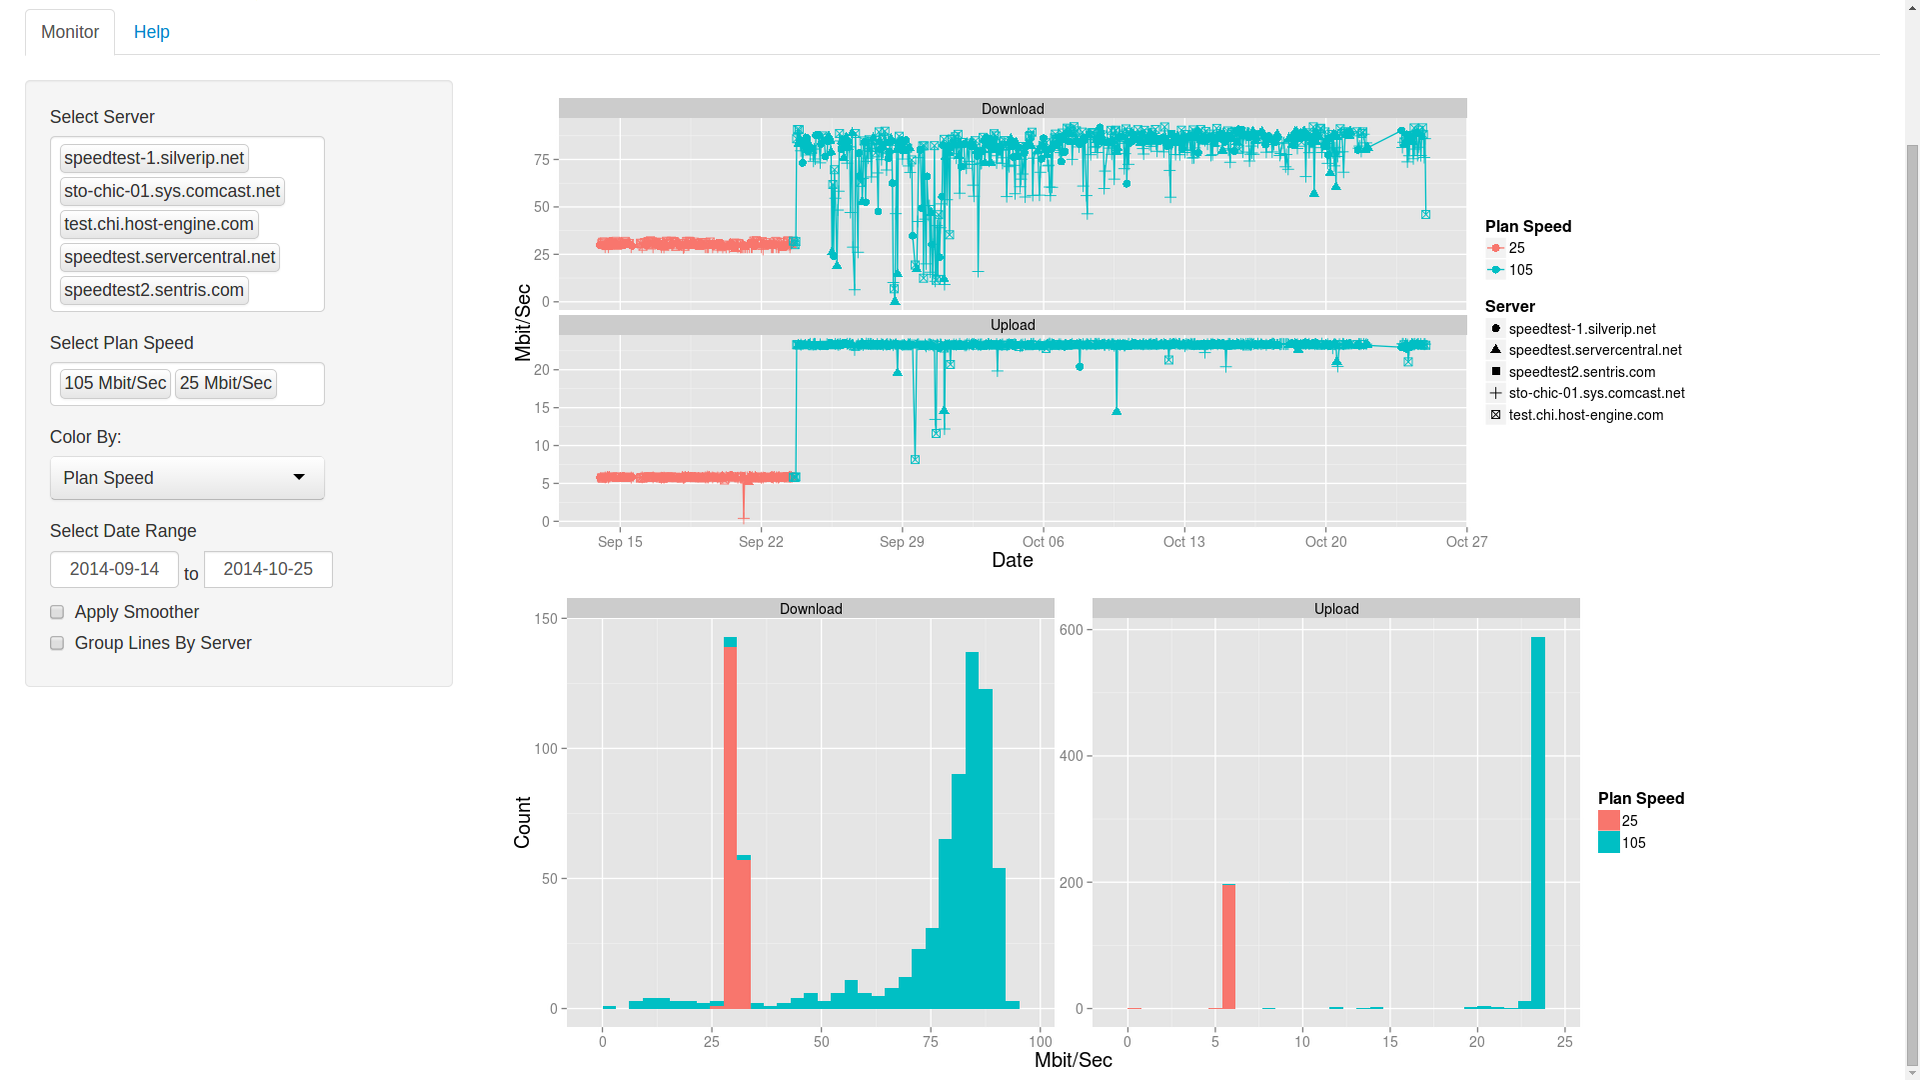 Monitor Help
Select Server
speedtest-1.silverip.net
sto-chic-01.sys.comcast.net
test.chi.host-engine.com
speedtest.servercentral.net
speedtest2.sentris.com
Select Plan Speed
105 Mbit/Sec 25 Mbit/Sec
Color By:
Plan Speed
Select Date Range
2014-09-14 to 2014-10-25
Apply Smoother
Group Lines By Server
Download
75
50
25
0
Mbit/Sec
Upload
20
15
10
5
0
Sep 15 Sep 22 Sep 29 Oct 06 Oct 13 Oct 20 Oct 27
Date
Plan Speed
25
105
Server
speedtest-1.silverip.net
speedtest.servercentral.net
speedtest2.sentris.com
sto-chic-01.sys.comcast.net
test.chi.host-engine.com
Download
150
100
50
0
Count
0 25 50 75 100
Upload
600
400
200
0
0 5 10 15 20 25
Mbit/Sec
Plan Speed
25
105